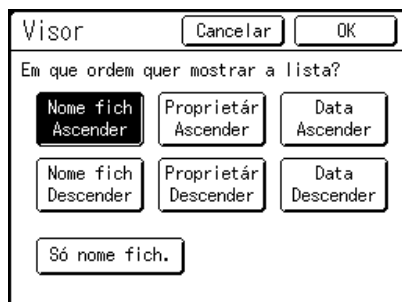 Visor Cancelar OK
Em que ordem quer mostrar a lista?
Nome fich Proprietár Data
Ascender Ascender Ascender
Nome fich Proprietár Data
Descender Descender Descender
Só nome fich.